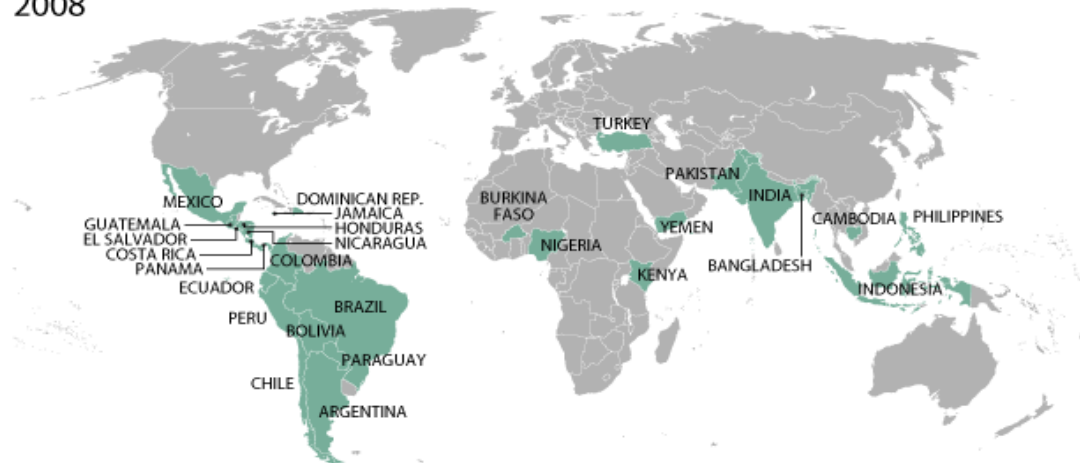 2008
TURKEY
PAKISTAN
MEXICO
DOMINICAN REP.
JAMAICA
HONDURAS
NICARAGUA
GUATEMALA
EL SALVADOR
COSTA RICA
PANAMA
COLOMBIA
ECUADOR
PERU
BRAZIL
BOLIVIA
PARAGUAY
CHILE
ARGENTINA
BURKINA
FASO
NIGERIA
YEMEN
KENYA
INDIA
BANGLADESH
CAMBODIA
PHILIPPINES
INDONESIA